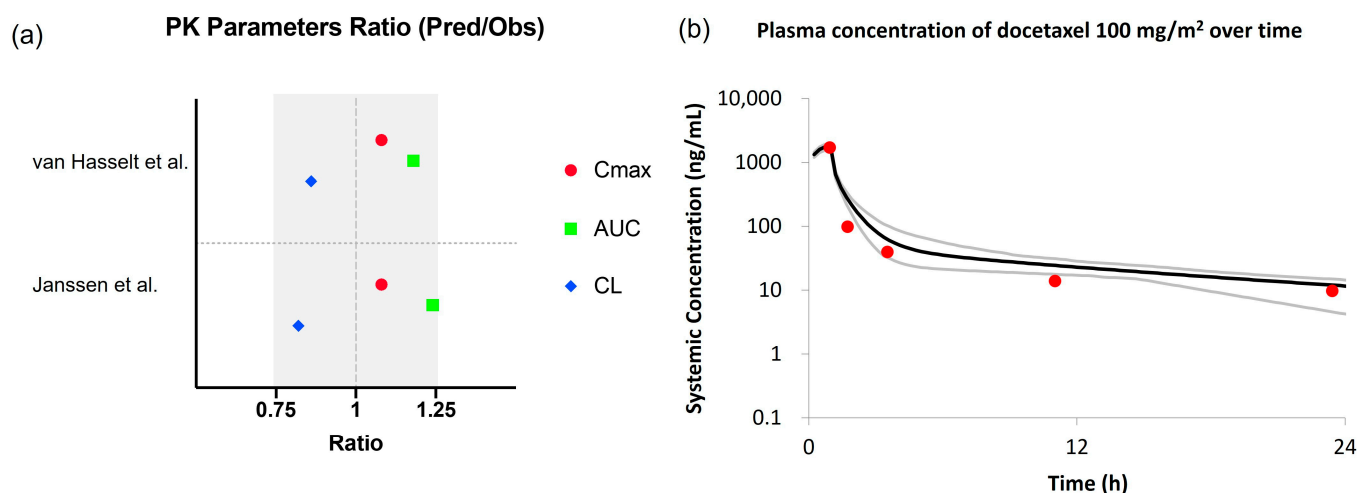 (a)
PK Parameters Ratio (Pred/Obs)
van Hasselt et al.
Janssen et al.
0.75
1
1.25
Ratio
Cmax
AUC
CL
(b)
Plasma concentration of docetaxel 100 mg/m² over time
Systemic Concentration (ng/mL)
10,000
1000
100
10
1
0.1
0
12
24
Time (h)